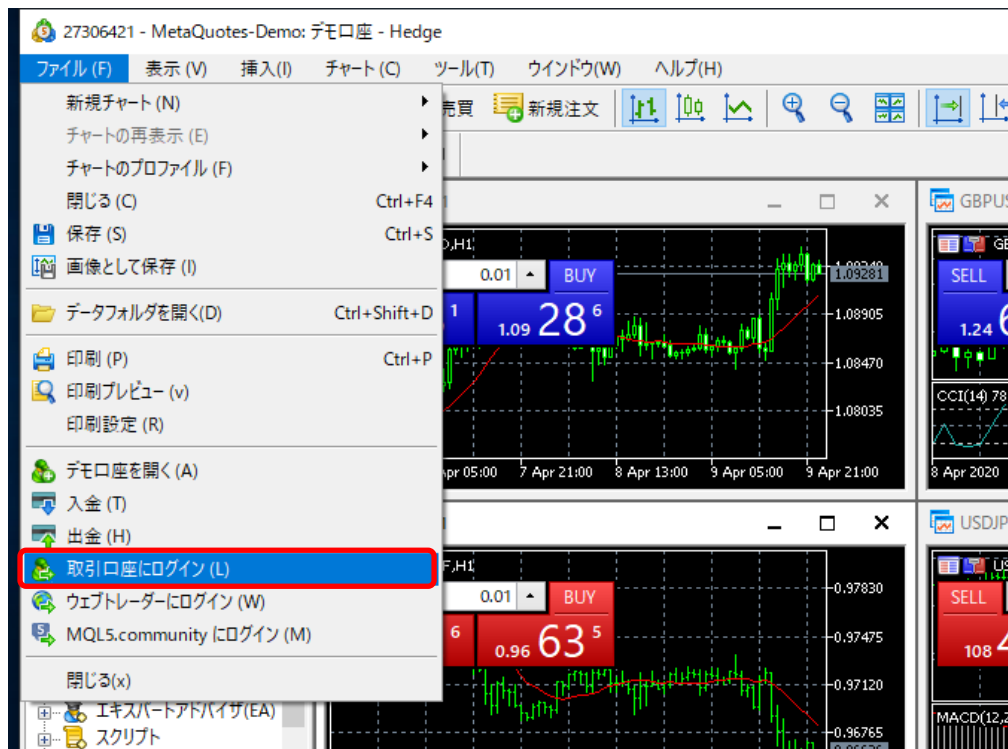 27306421 - MetaQuotes-Demo: デモ口座 - Hedge
ファイル (F) 表示 (V) 挿入(I) チャート (C) ツール(T) ウインドウ(W) ヘルプ(H)
売買 新規注文
新規チャート (N)
チャートの再表示 (E)
チャートのプロファイル (F)
閉じる (C) Ctrl+F4
保存 (S) Ctrl+S
画像として保存 (I)
データフォルダを開く(D) Ctrl+Shift+D
印刷 (P) Ctrl+P
印刷プレビュー (v)
印刷設定 (R)
デモ口座を開く (A)
入金 (T)
出金 (H)
取引口座にログイン (L)
ウェブトレーダーにログイン (W)
MQL5.community にログイン (M)
閉じる(x)
エキスパートアドバイザ(EA)
スクリプト
,H1
0.01 BUY
1 1.09 28 6
1.09281
1.08905
1.08470
1.08035
Apr 05:00 7 Apr 21:00 8 Apr 13:00 9 Apr 05:00 9 Apr 21:00
GBPUS
SELL
1.24
CCI(14) 78
8 Apr 2020
F,H1
0.01 BUY
6 0.96 63 5
0.97830
0.97475
0.97120
0.96765
USDJP
SELL
108
MACD(12,2